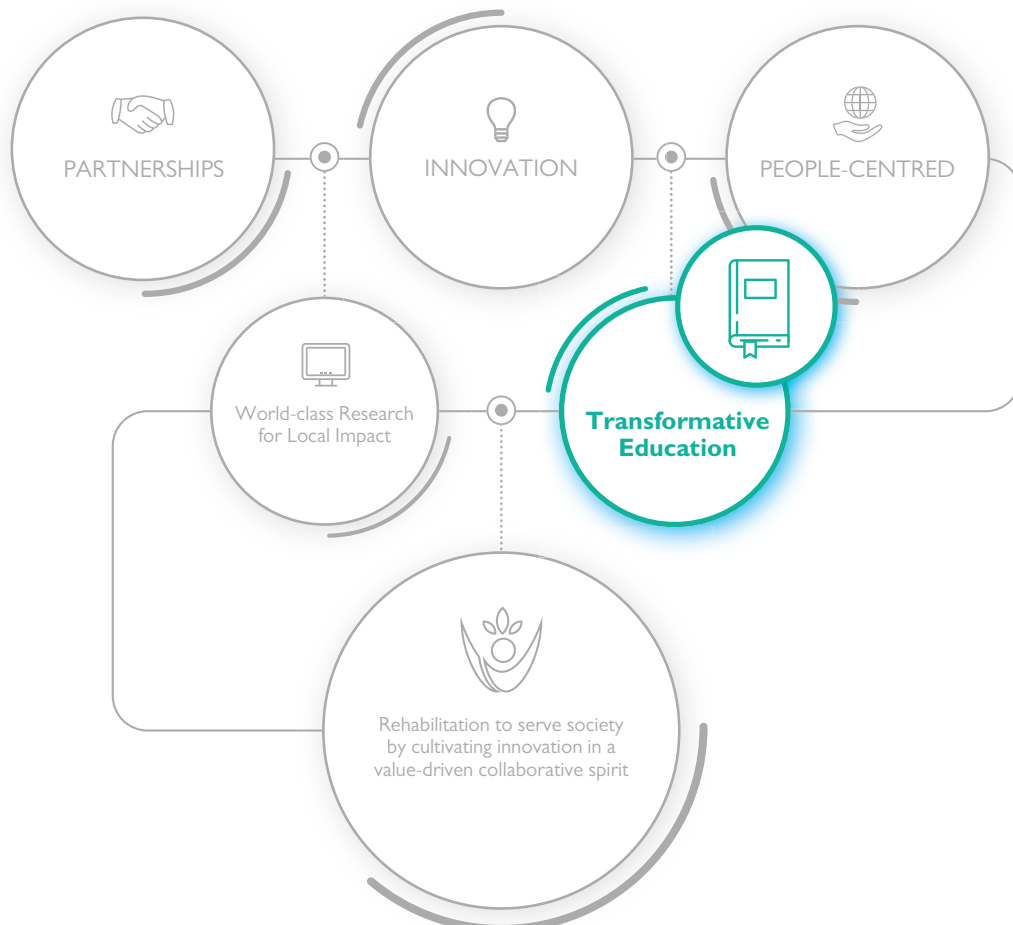 PARTNERSHIPS
INNOVATION
PEOPLE-CENTRED
World-class Research
for Local Impact
Transformative
Education
Rehabilitation to serve society
by cultivating innovation in a
value-driven collaborative spirit